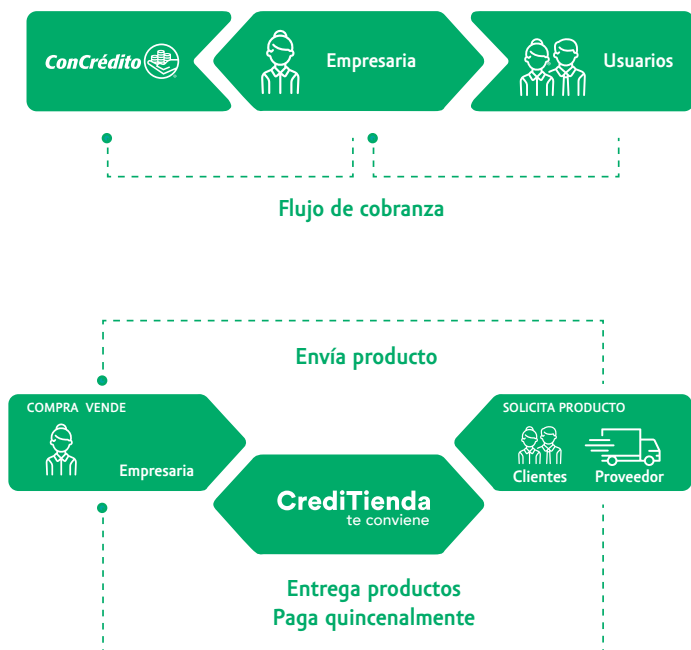 ConCrédito
Empresaria
Usuarios
Flujo de cobranza
Envía producto
COMPRA VENDE
Empresaria
SOLICITA PRODUCTO
Clientes
Proveedor
CrediTienda
te conviene
Entrega productos
Paga quincenalmente